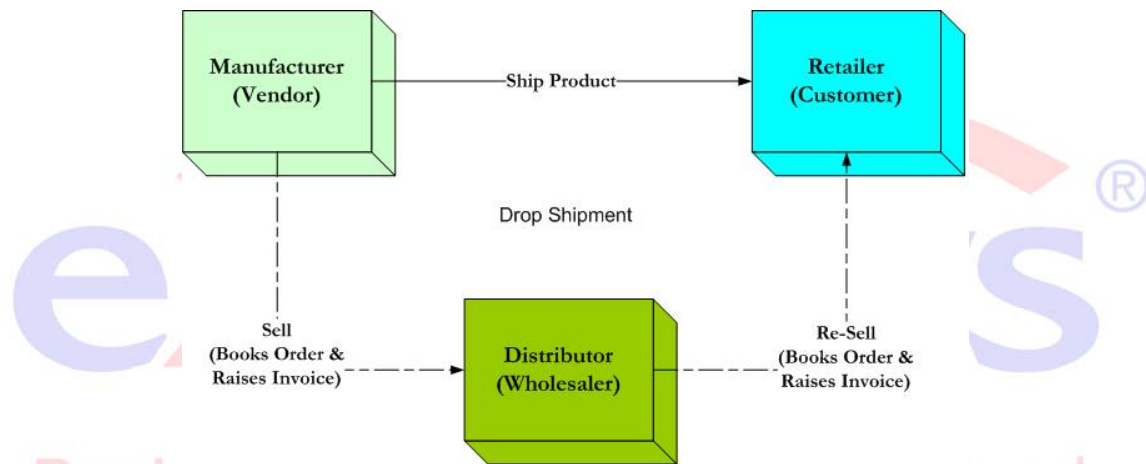 Manufacturer
(Vendor)
Ship Product
Retailer
(Customer)
®
Drop Shipment
Sell
(Books Order &
Raises Invoice)
Distributor
(Wholesaler)
Re-Sell
(Books Order &
Raises Invoice)